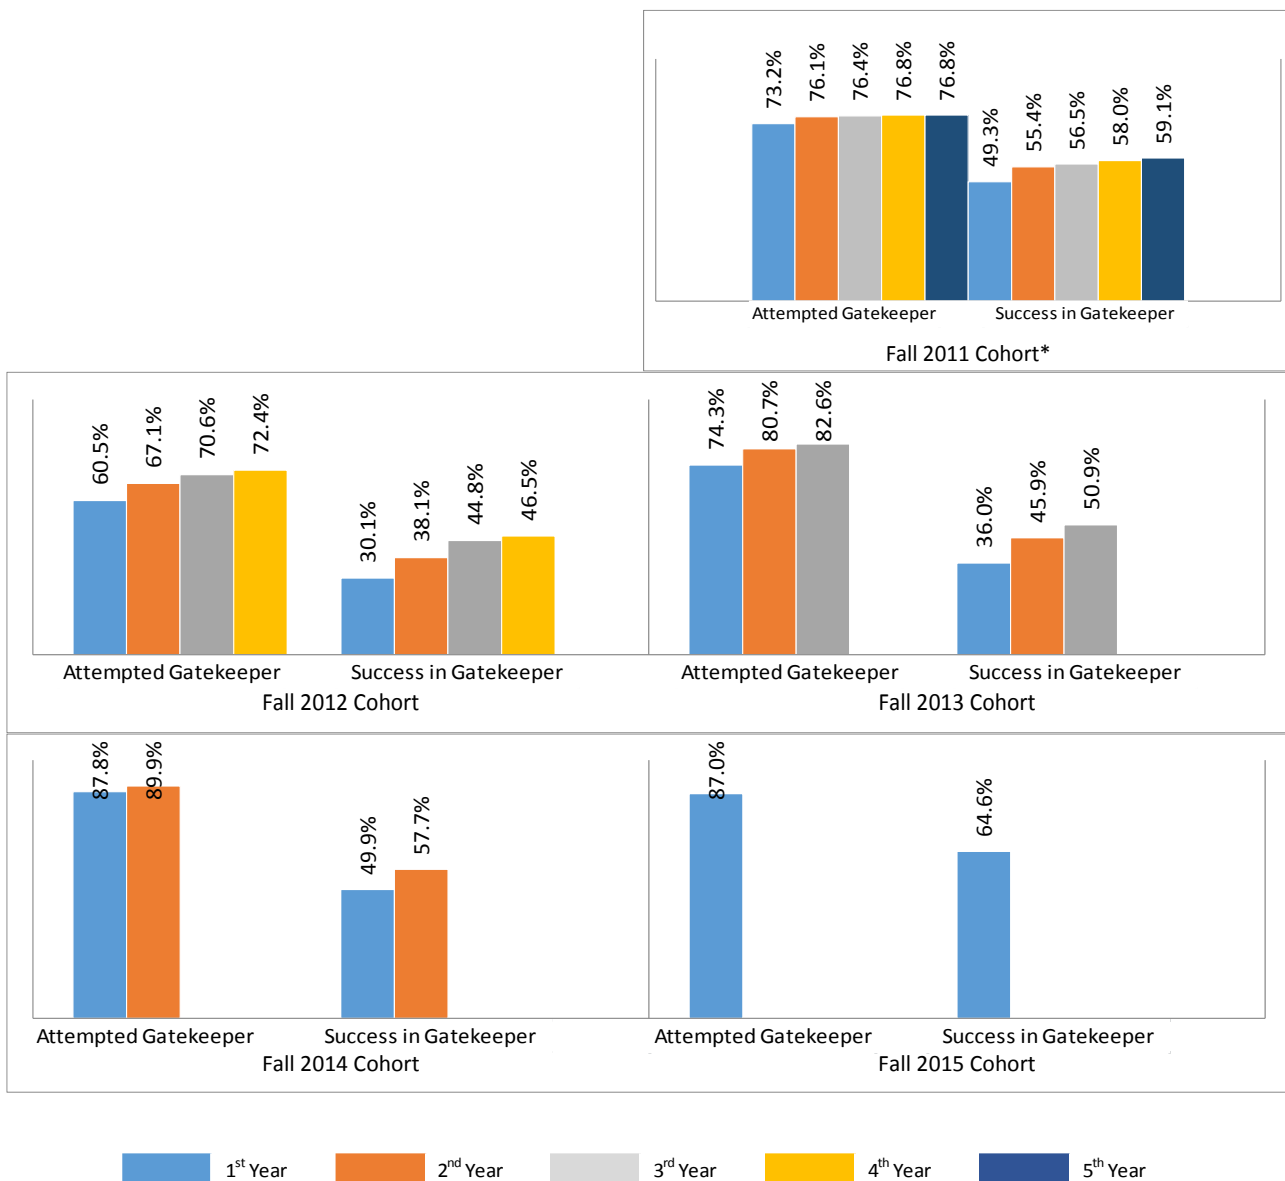 73.2% 76.1% 76.4% 76.8% 76.8% 49.3% 55.4% 56.5% 58.0% 59.1%
Attempted Gatekeeper Success in Gatekeeper
Fall 2011 Cohort*
60.5% 67.1% 70.6% 72.4% 30.1% 38.1% 44.8% 46.5%
Attempted Gatekeeper Success in Gatekeeper
Fall 2012 Cohort
74.3% 80.7% 82.6% 36.0% 45.9% 50.9%
Attempted Gatekeeper Success in Gatekeeper
Fall 2013 Cohort
87.8% 89.9% 49.9% 57.7%
Attempted Gatekeeper Success in Gatekeeper
Fall 2014 Cohort
87.0% 64.6%
Attempted Gatekeeper Success in Gatekeeper
Fall 2015 Cohort
1st Year 2nd Year 3rd Year 4th Year 5th Year